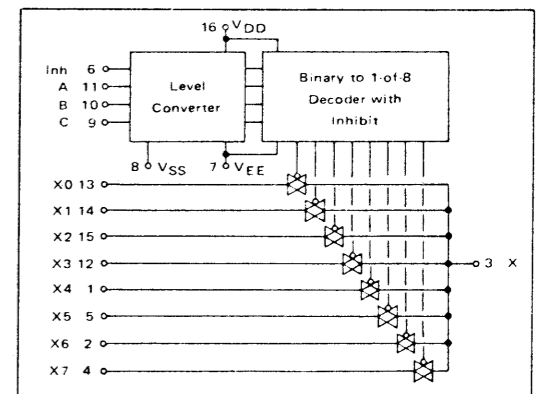 16 VDD
Inh 6
A 11
B 10
C 9
Level
Converter
Binary to 1-of-8
Decoder with
Inhibit
8 VSS
7 VEE
X0 13
X1 14
X2 15
X3 12
3 X
X4 1
X5 5
X6 2
X7 4